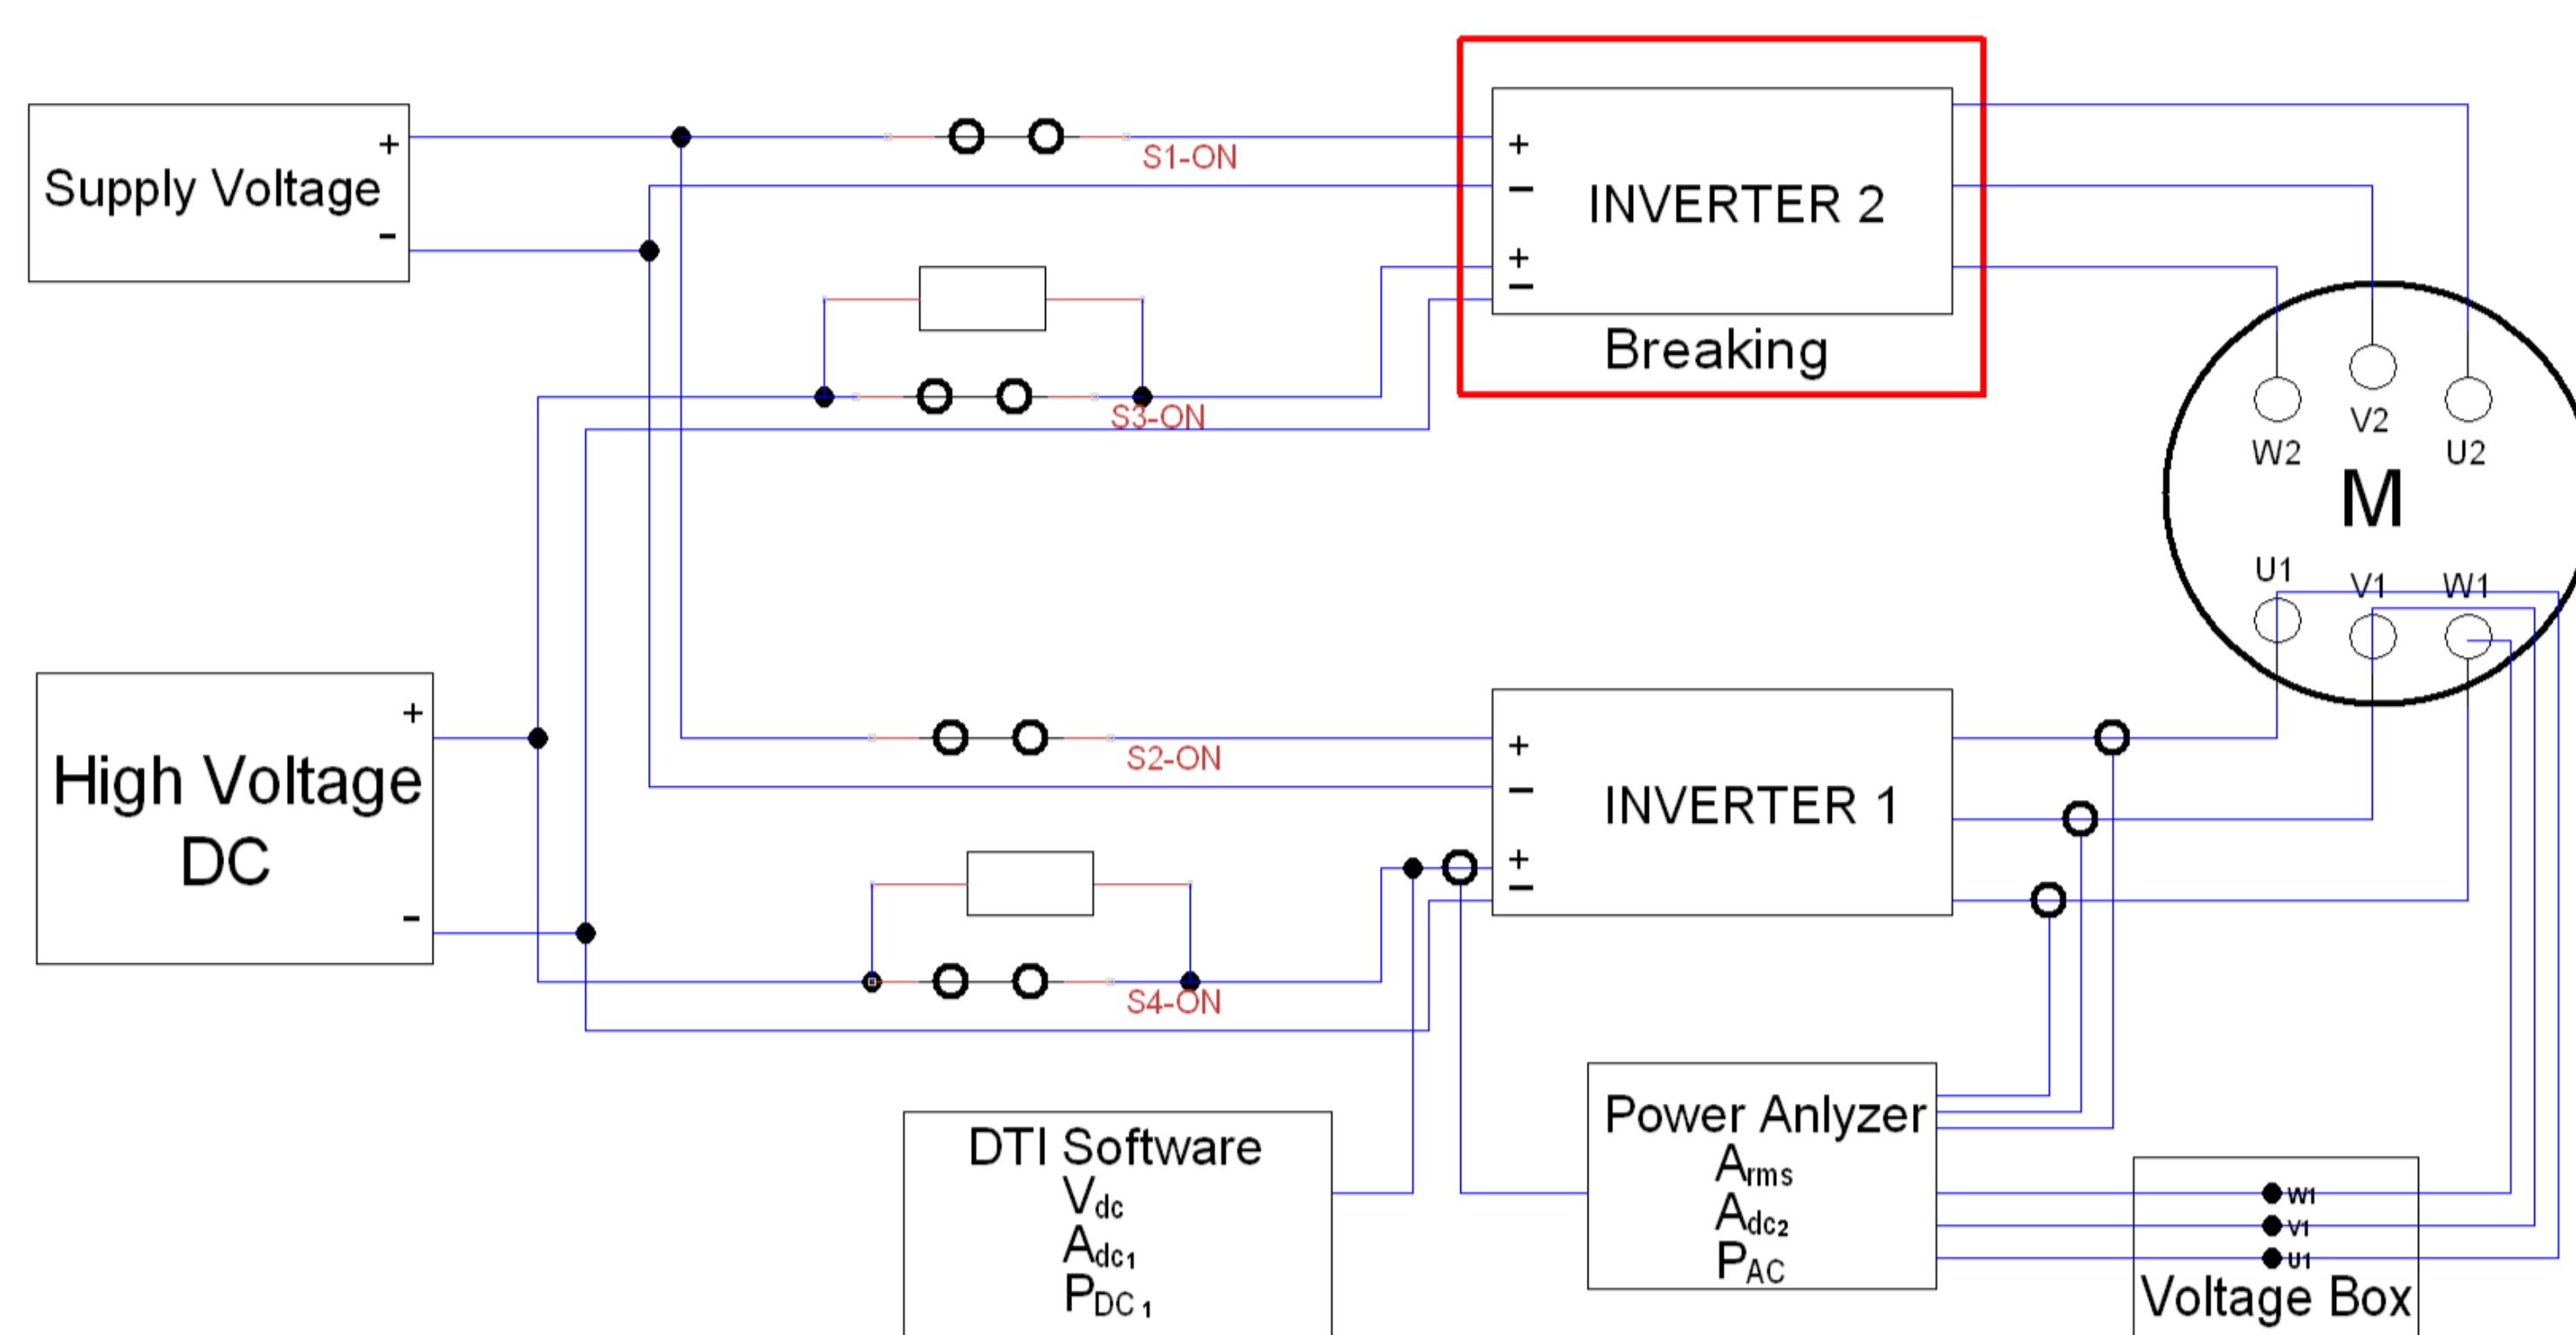 Supply Voltage
+
-
S1-ON
+
−
+
−
INVERTER 2
Breaking
S3-ON
W2
V2
U2
M
U1
V1
W1
High Voltage
DC
+
-
S2-ON
+
−
+
−
INVERTER 1
S4-ON
DTI Software
Vdc
Adc1
PDC 1
Power Anlyzer
Arms
Adc2
PAC
W1
V1
U1
Voltage Box